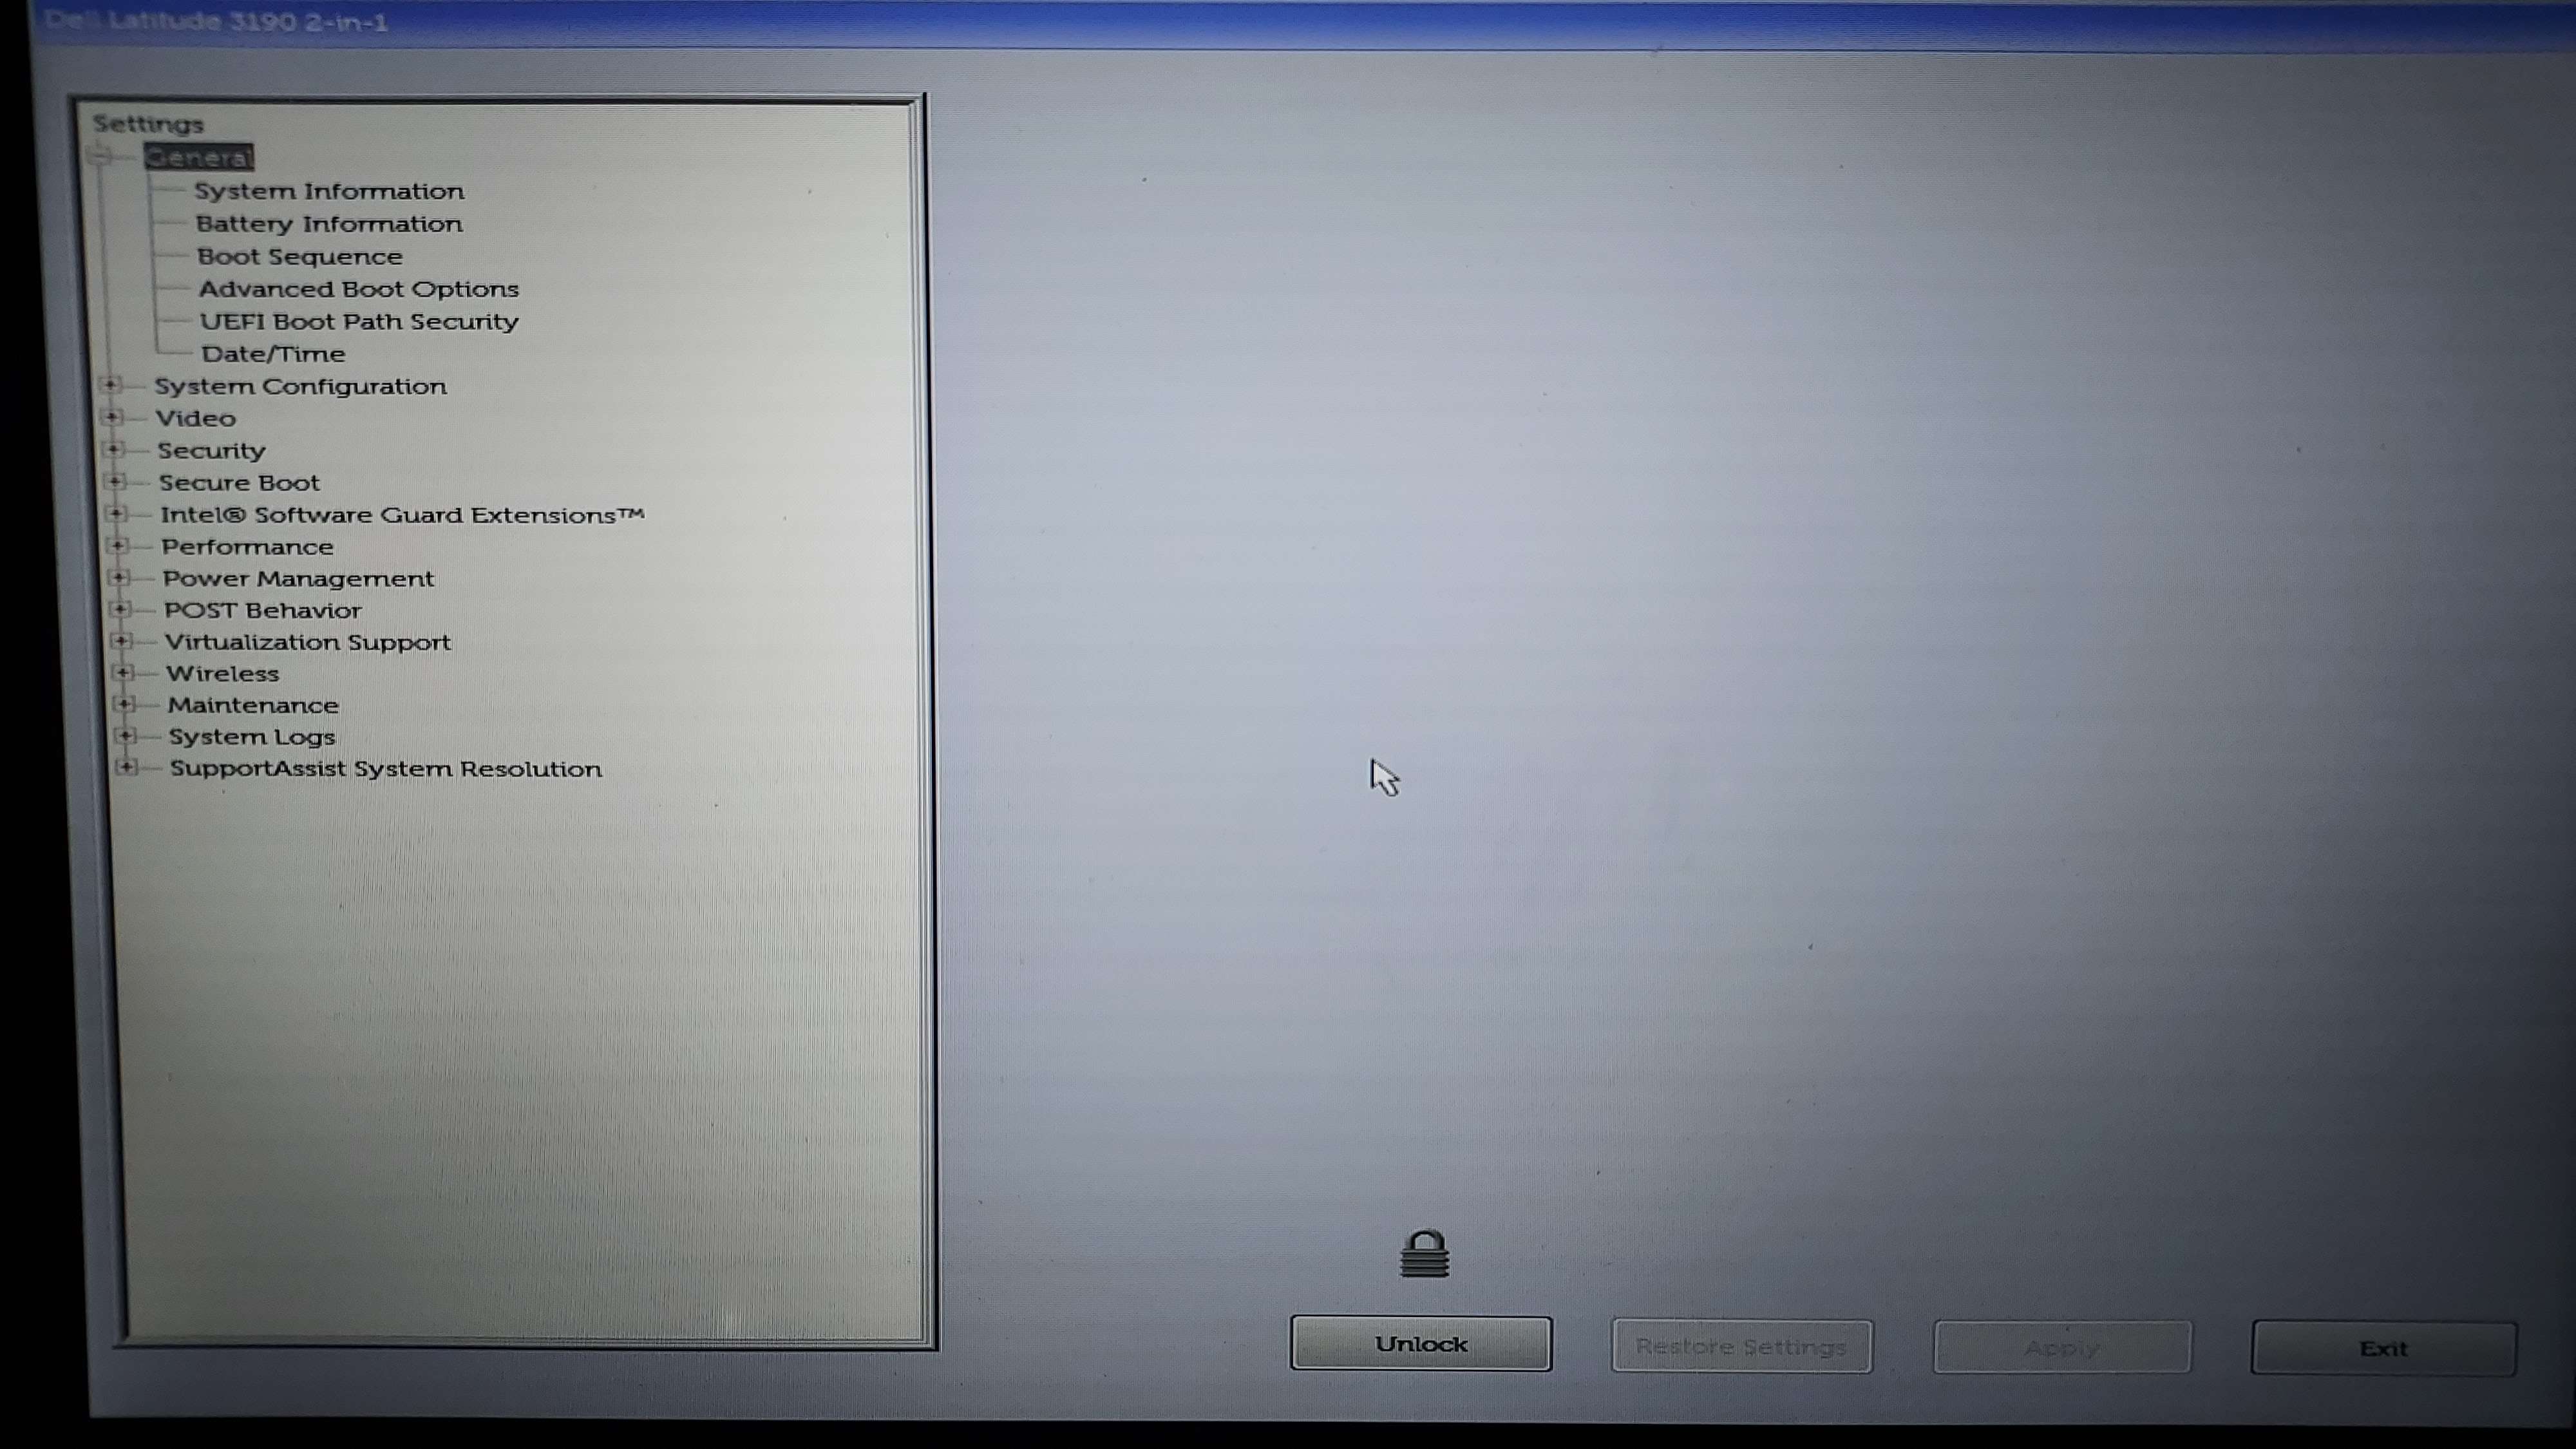 Dell Latitude 3190 2-in-1
Settings
General
System Information
Battery Information
Boot Sequence
Advanced Boot Options
UEFI Boot Path Security
Date/Time
System Configuration
Video
Security
Secure Boot
Intel® Software Guard Extensions™
Performance
Power Management
POST Behavior
Virtualization Support
Wireless
Maintenance
System Logs
SupportAssist System Resolution
Unlock
Restore Settings
Apply
Exit